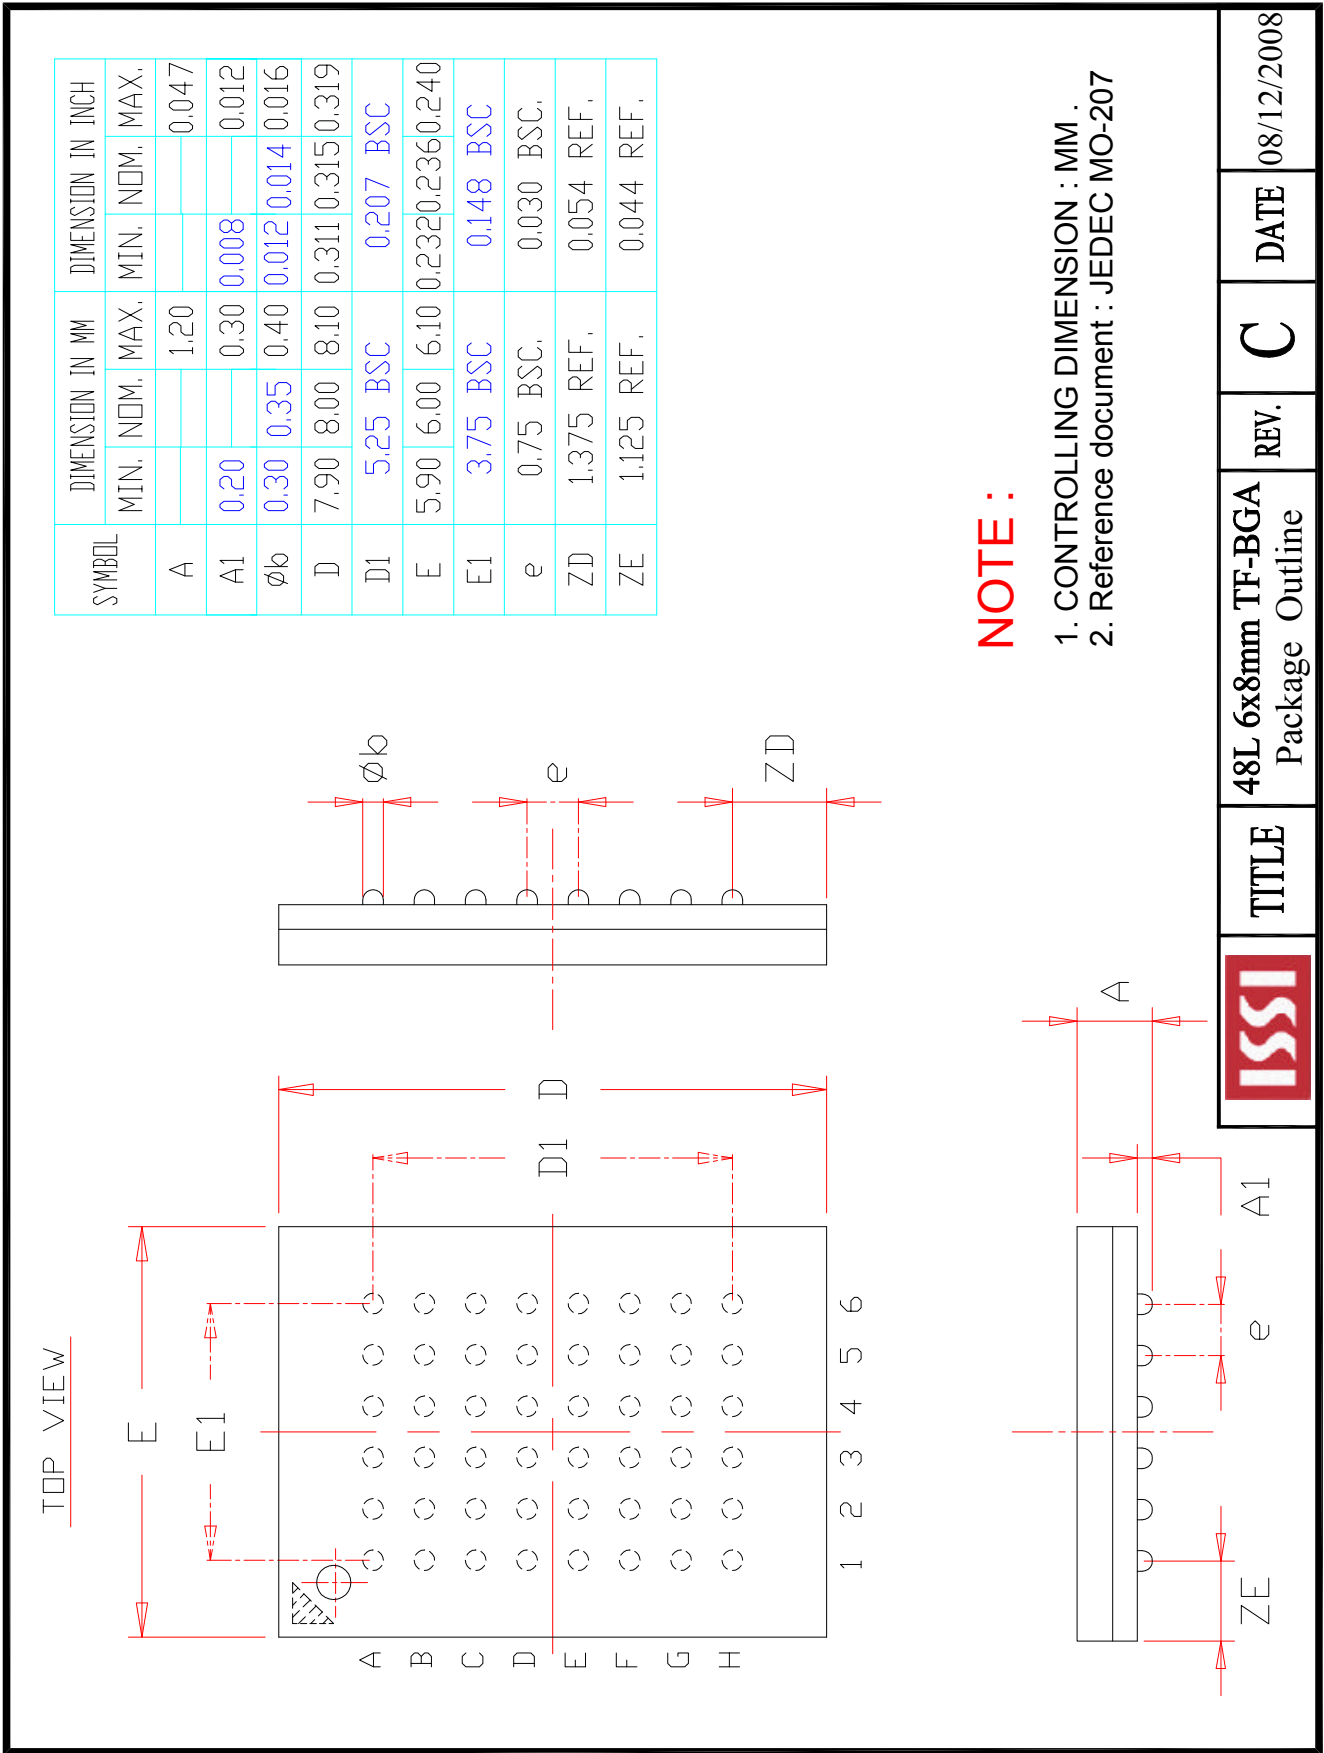 TOP VIEW
E
E1
D
D1
A
B
C
D
E
F
G
H
1 2 3 4 5 6
Øb
e
ZD
A
A1
e
ZE
SYMBOL DIMENSION IN MM DIMENSION IN INCH
MIN. NOM. MAX. MIN. NOM. MAX.
A 1.20 0.047
A1 0.20 0.30 0.008 0.012
Øb 0.30 0.35 0.40 0.012 0.014 0.016
D 7.90 8.00 8.10 0.311 0.315 0.319
D1 5.25 BSC 0.207 BSC
E 5.90 6.00 6.10 0.232 0.236 0.240
E1 3.75 BSC 0.148 BSC
e 0.75 BSC. 0.030 BSC.
ZD 1.375 REF. 0.054 REF.
ZE 1.125 REF. 0.044 REF.
NOTE :
1. CONTROLLING DIMENSION : MM .
2. Reference document : JEDEC MO-207
ISSI
TITLE
48L 6x8mm TF-BGA
Package Outline
REV.
C
DATE
08/12/2008